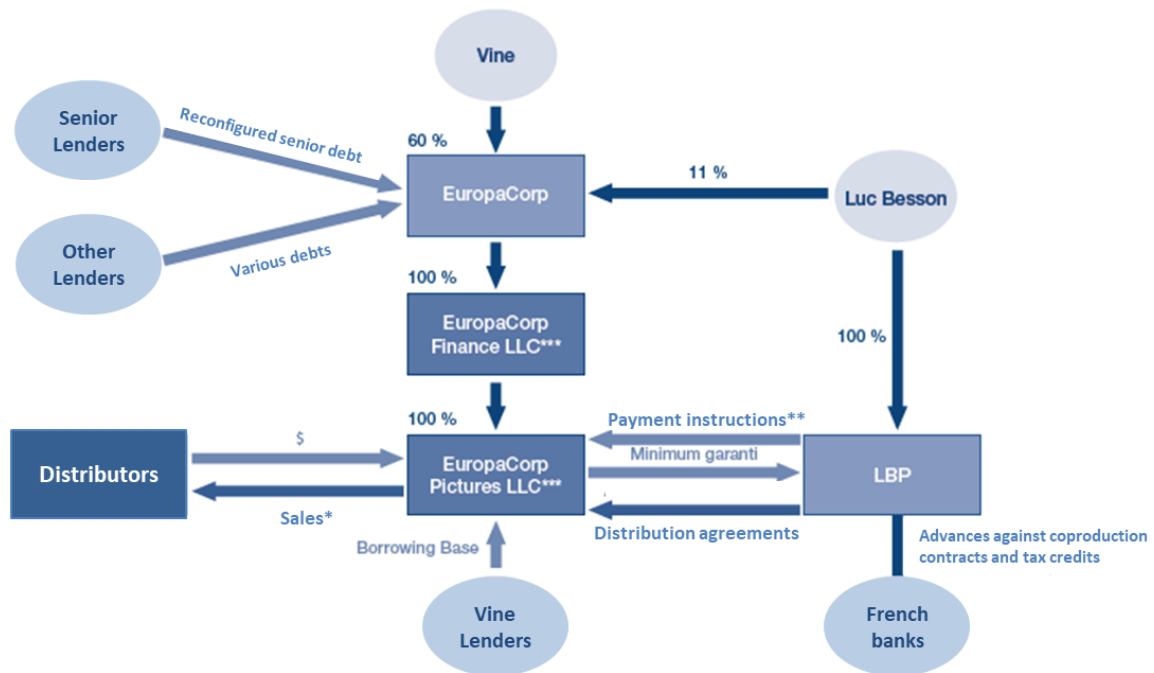 Vine
Senior
Lenders
Reconfigured senior debt
60 %
EuropaCorp
11 %
Luc Besson
Other
Lenders
Various debts
100 %
EuropaCorp
Finance LLC***
100 %
100 %
Distributors
$
Sales*
EuropaCorp
Pictures LLC***
Payment instructions**
Minimum garanti
Distribution agreements
LBP
Borrowing Base
Advances against coproduction
contracts and tax credits
Vine
Lenders
French
banks